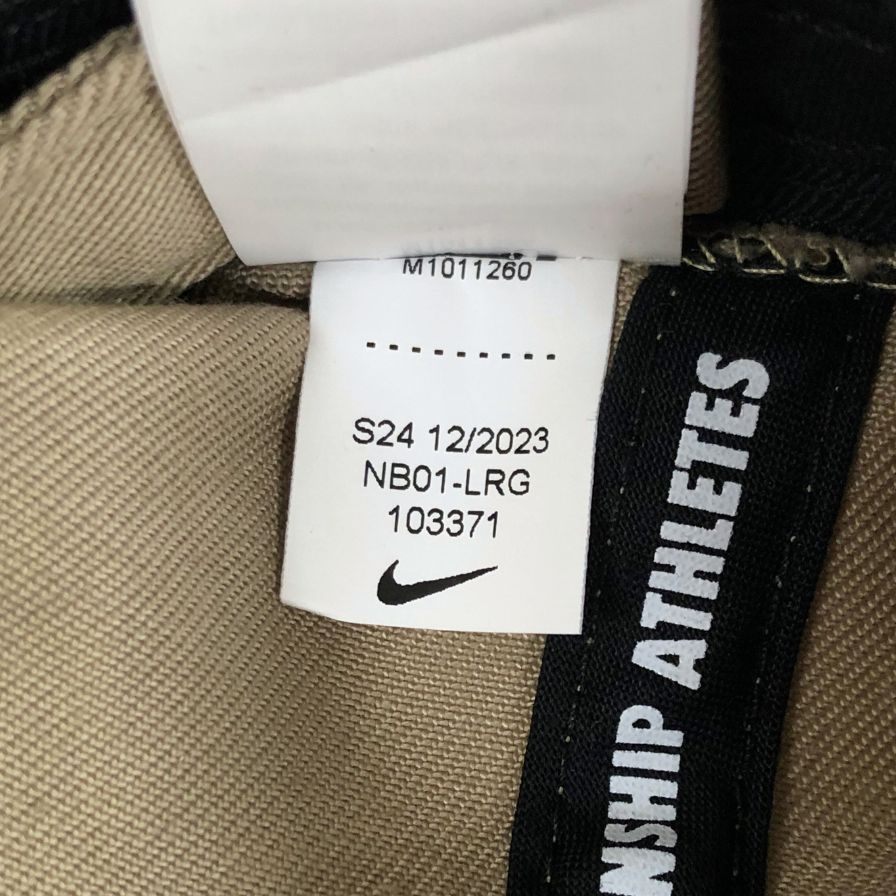 M1011260
S24 12/2023
NB01-LRG
103371
NSHIP ATHLETES